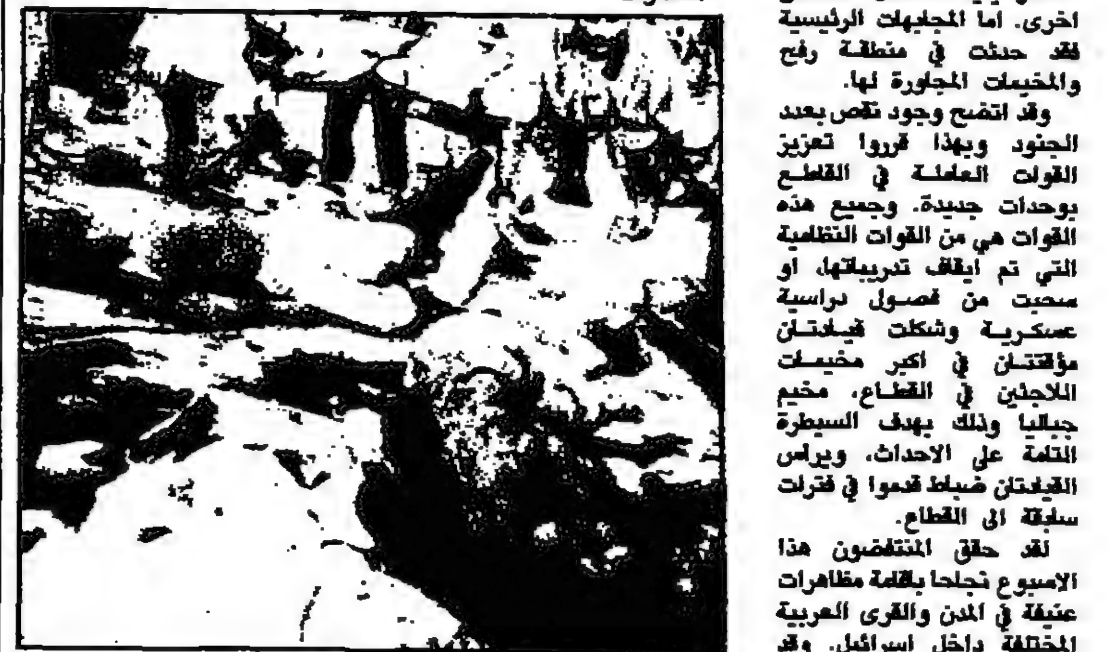 اخرى. اما المجابهات الرئيسية
فقد حدثت في منطقة رفح
والمخيمات المجاورة لها.
وقد اتضح وجود نقص بعدد
الجنود وبهذا قرروا تعزيز
القوات العاملة في القاطع
بوحدات جديدة. وجميع هذه
القوات هي من القوات النظامية
التي تم ايقاف تدريباتها، او
سحبت من فصول دراسية
عسكرية وشكلت قيادتان
مؤقتتان في اكبر مخيمات
اللاجئين في القطاع، مخيم
جباليا وذلك بهدف السيطرة
التامة على الاحداث، ويراس
القيادتان ضباط قدموا في فترات
سابقة الى القطاع.
لقد حقق المنتفضون هذا
الاسبوع نجاحا باقامة مظاهرات
عنيفة في المدن والقرى العربية
المختلفة داخل اسرائيل. وقد